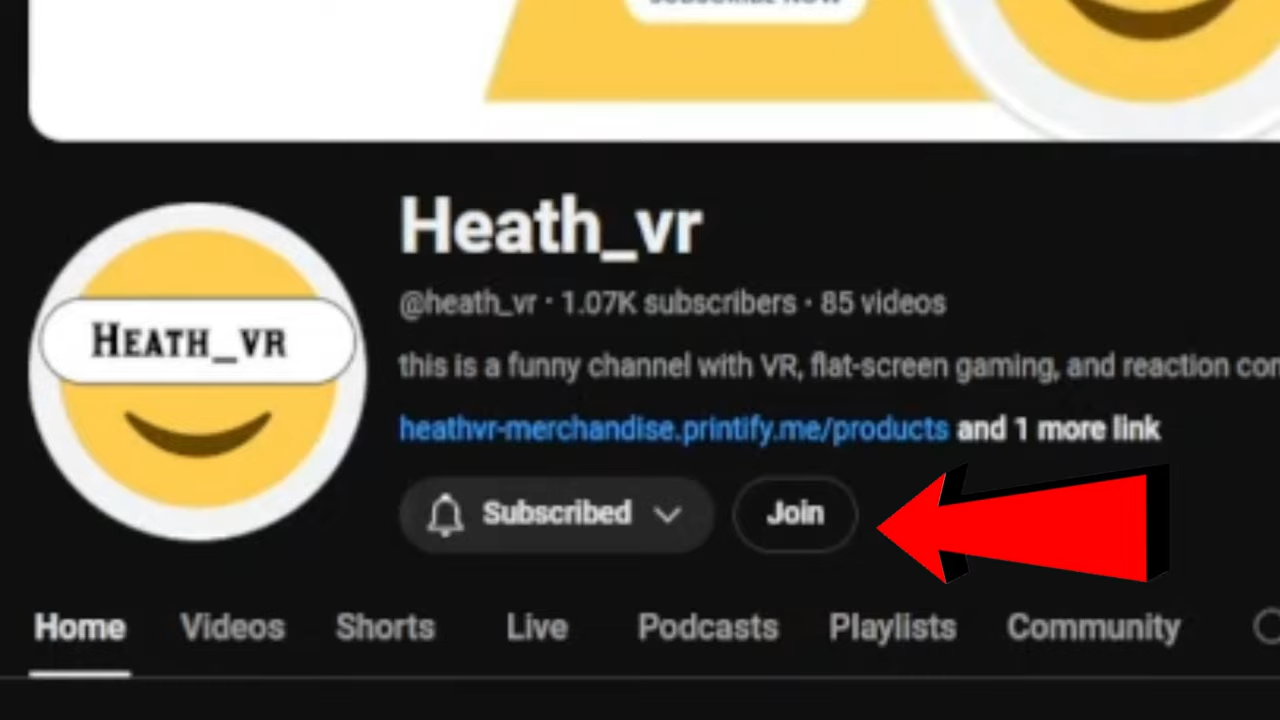 SUBSCRIBE NOW
Heath_vr
HEATH_VR
@heath_vr · 1.07K subscribers · 85 videos
this is a funny channel with VR, flat-screen gaming, and reaction con
heathvr-merchandise.printify.me/products and 1 more link
Subscribed
Join
Home Videos Shorts Live Podcasts Playlists Community